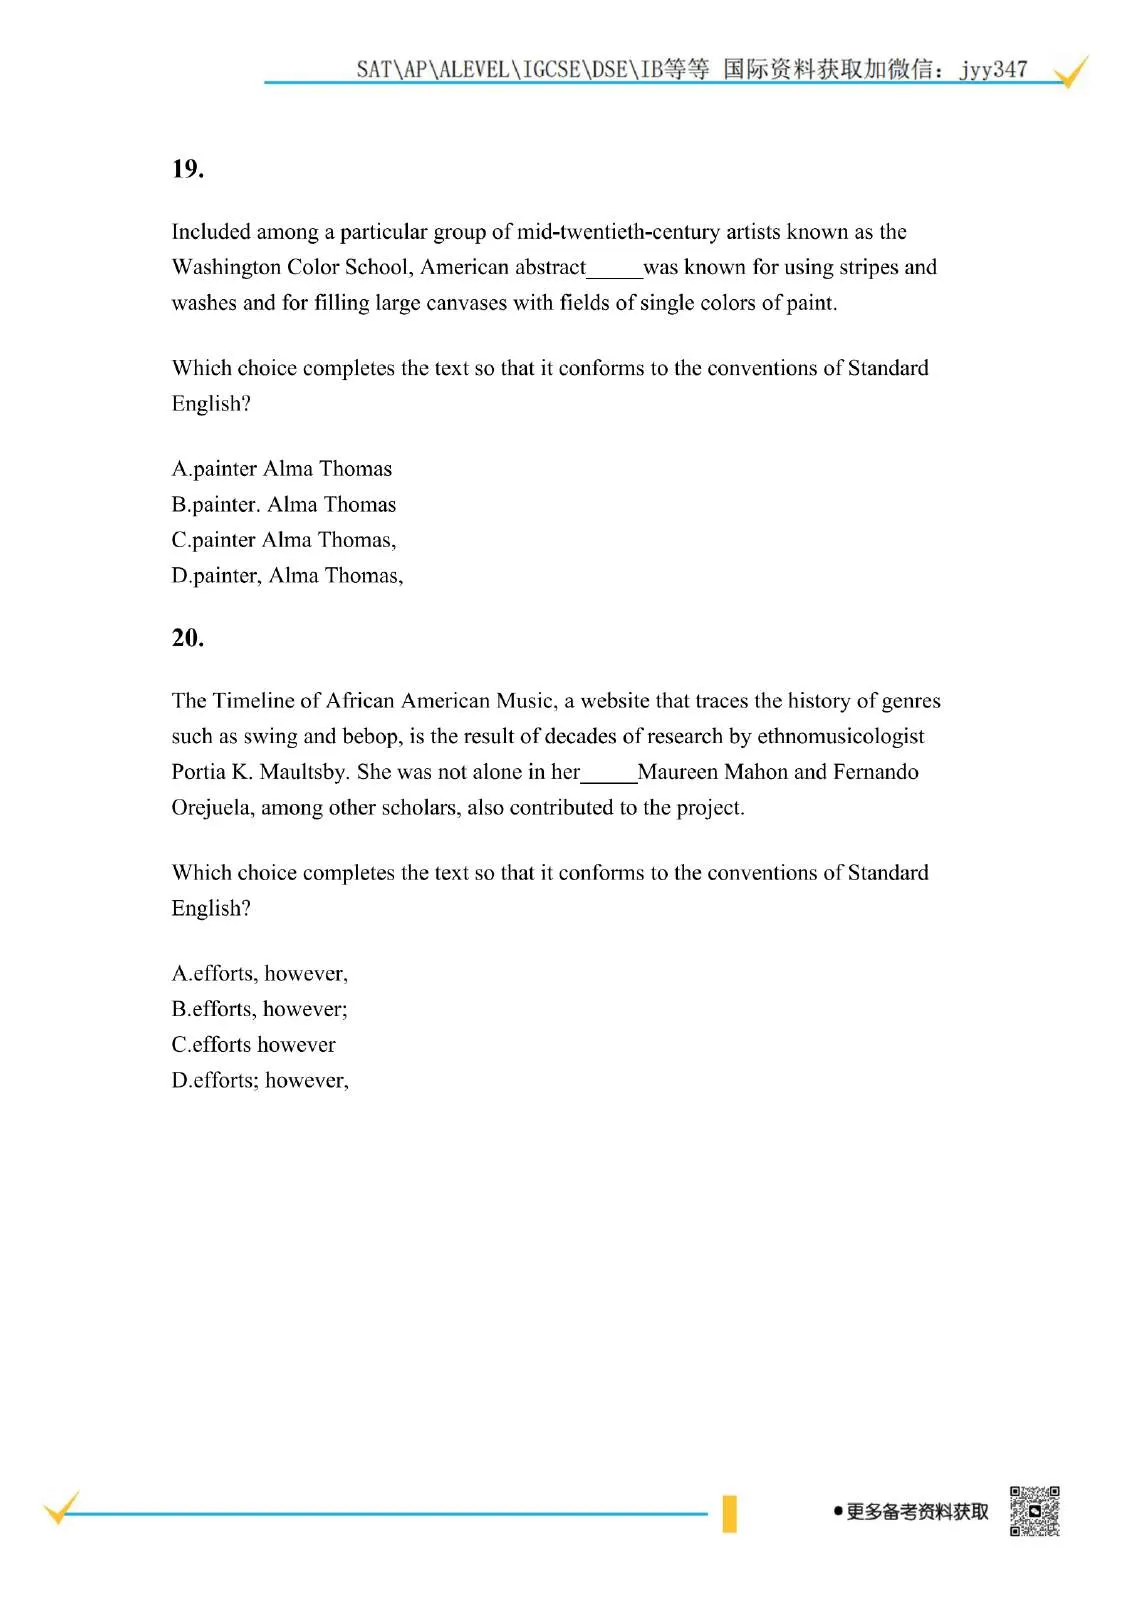 SAT\AP\ALEVEL\IGCSE\DSE\IB等等 国际资料获取加微信：jyy347
19.
Included among a particular group of mid-twentieth-century artists known as the
Washington Color School, American abstract_____was known for using stripes and
washes and for filling large canvases with fields of single colors of paint.
Which choice completes the text so that it conforms to the conventions of Standard
English?
A.painter Alma Thomas
B.painter. Alma Thomas
C.painter Alma Thomas,
D.painter, Alma Thomas,
20.
The Timeline of African American Music, a website that traces the history of genres
such as swing and bebop, is the result of decades of research by ethnomusicologist
Portia K. Maultsby. She was not alone in her_____Maureen Mahon and Fernando
Orejuela, among other scholars, also contributed to the project.
Which choice completes the text so that it conforms to the conventions of Standard
English?
A.efforts, however,
B.efforts, however;
C.efforts however
D.efforts; however,
●更多备考资料获取